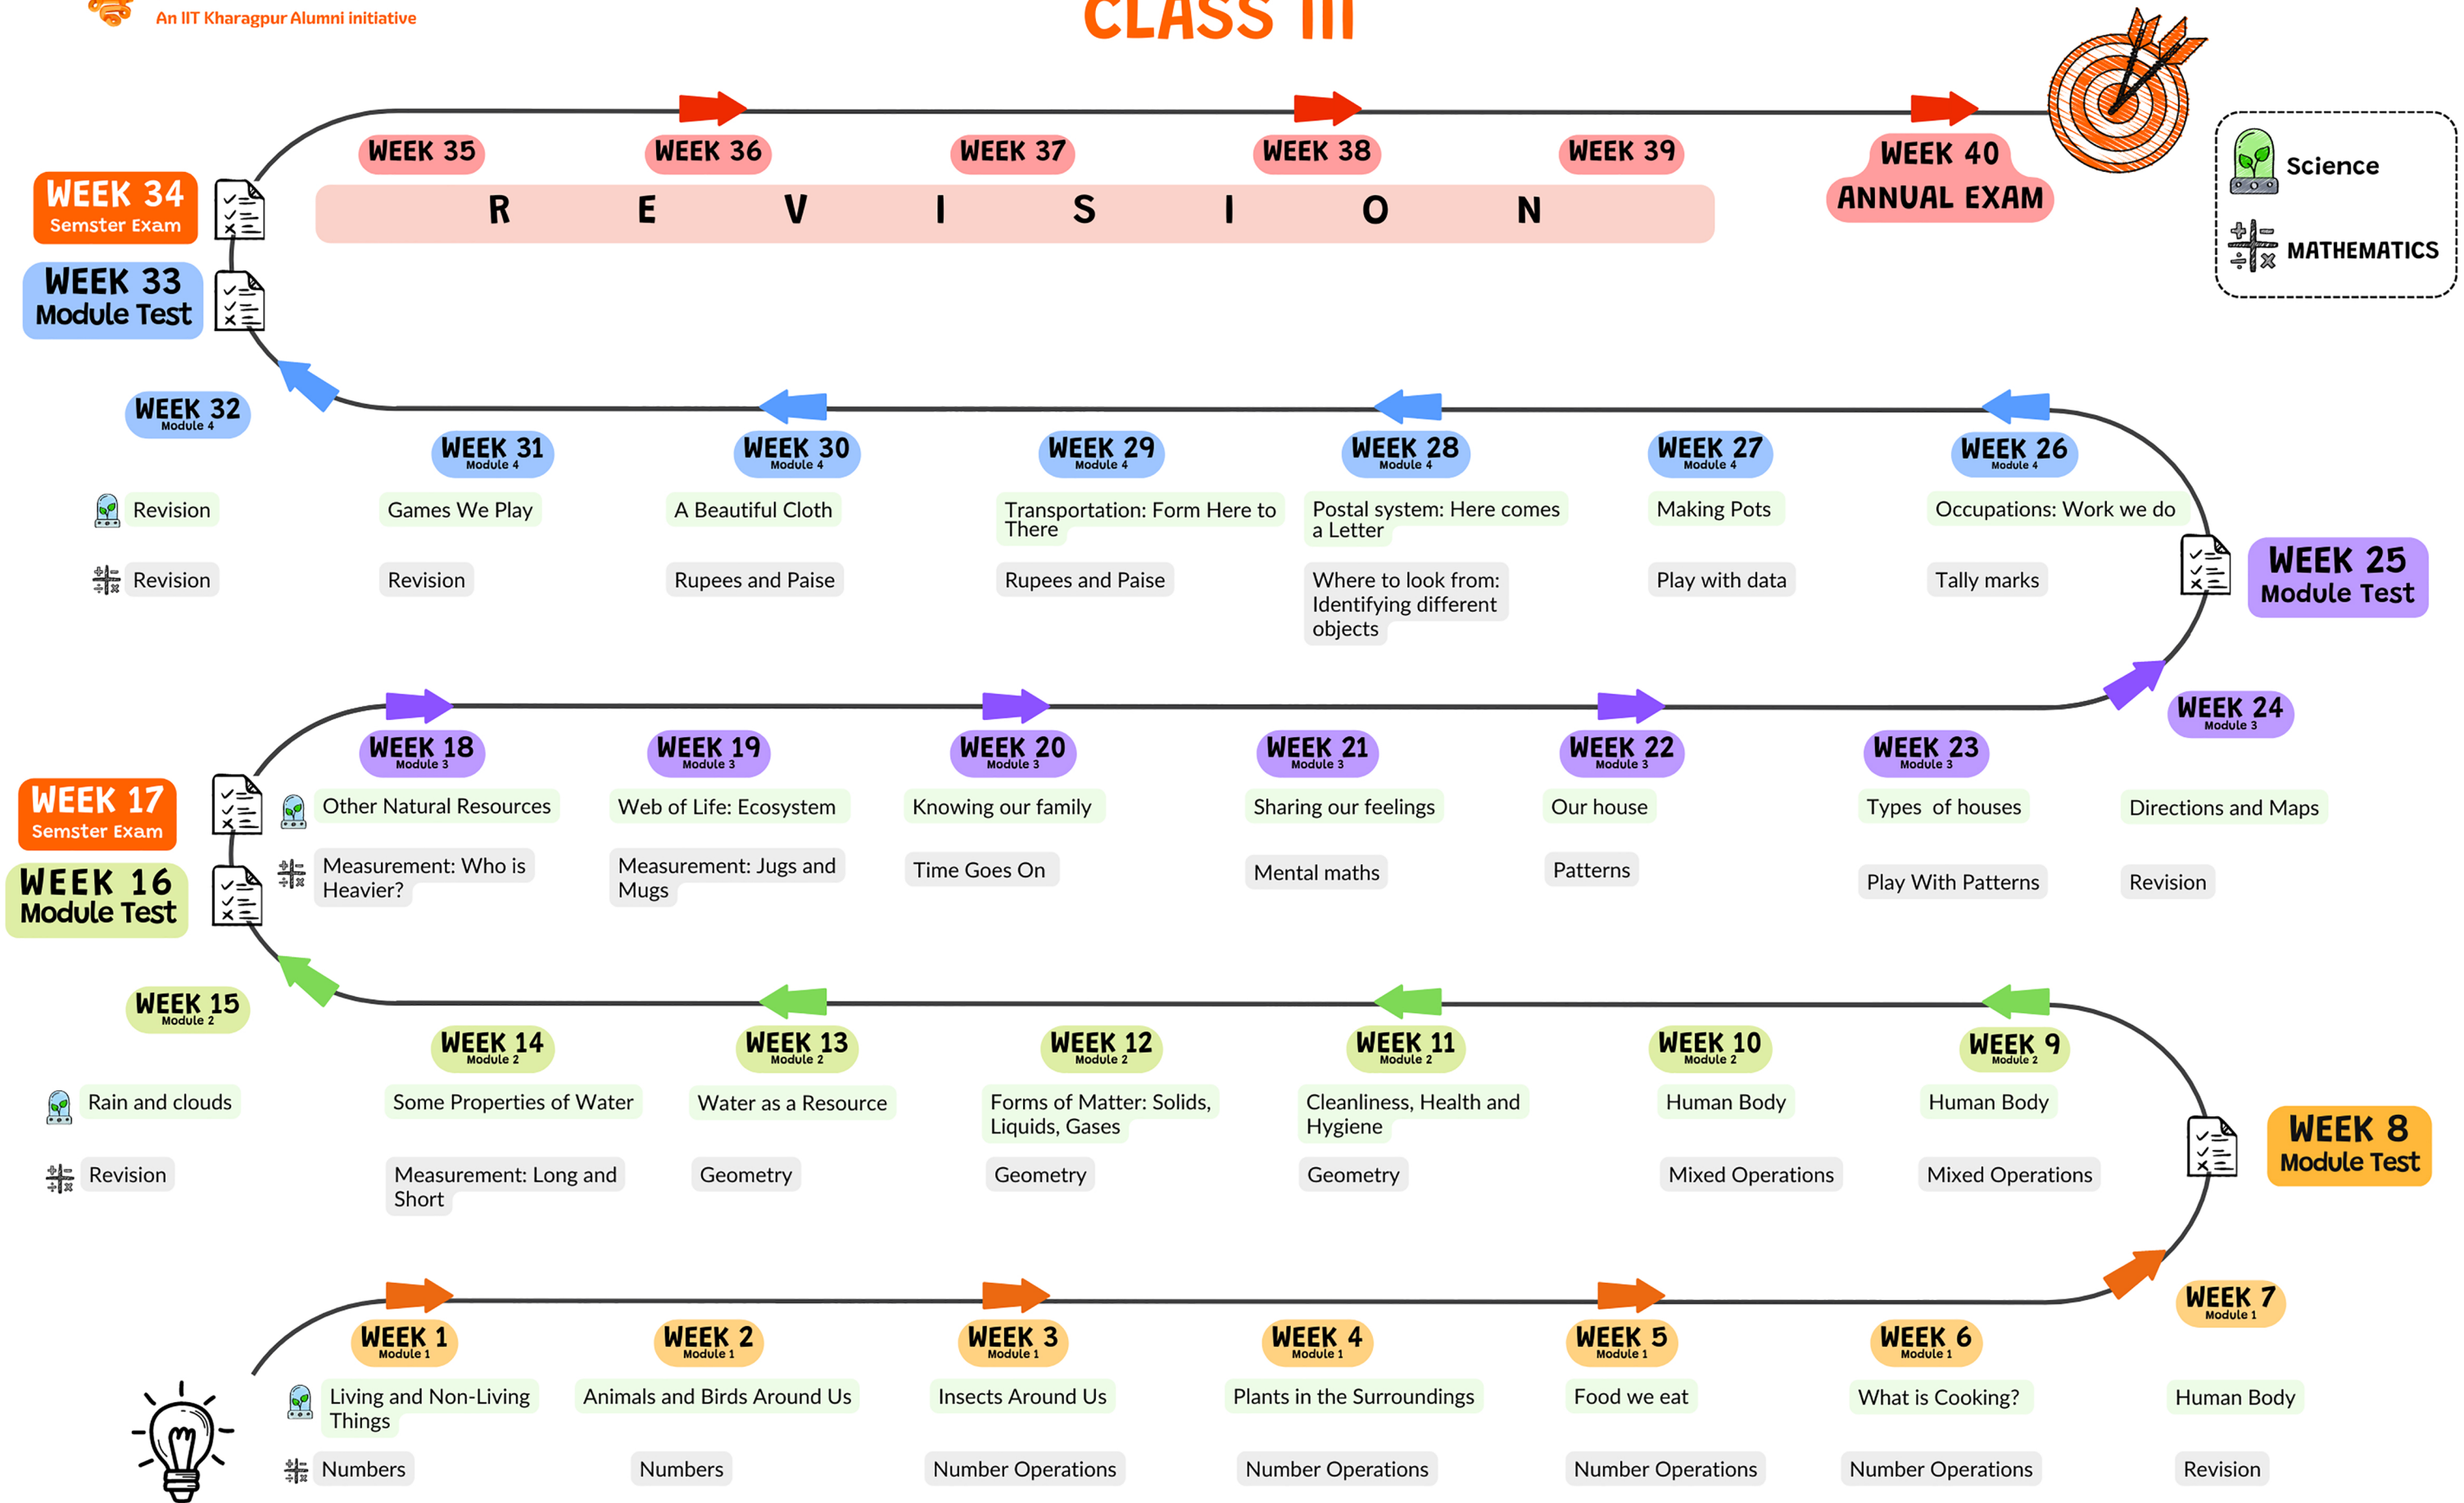 An IIT Kharagpur Alumni initiative
CLASS III
WEEK 35
WEEK 36
WEEK 37
WEEK 38
WEEK 39
WEEK 40
ANNUAL EXAM
R E V I S I O N
Science
MATHEMATICS
WEEK 34
Semster Exam
WEEK 33
Module Test
WEEK 32
Module 4
WEEK 31
Module 4
WEEK 30
Module 4
WEEK 29
Module 4
WEEK 28
Module 4
WEEK 27
Module 4
WEEK 26
Module 4
Revision
Games We Play
A Beautiful Cloth
Transportation: Form Here to
There
Postal system: Here comes
a Letter
Making Pots
Occupations: Work we do
Revision
Revision
Rupees and Paise
Rupees and Paise
Where to look from:
Identifying different
objects
Play with data
Tally marks
WEEK 25
Module Test
WEEK 18
Module 3
WEEK 19
Module 3
WEEK 20
Module 3
WEEK 21
Module 3
WEEK 22
Module 3
WEEK 23
Module 3
WEEK 24
Module 3
WEEK 17
Semster Exam
WEEK 16
Module Test
Other Natural Resources
Web of Life: Ecosystem
Knowing our family
Sharing our feelings
Our house
Types of houses
Directions and Maps
Measurement: Who is
Heavier?
Measurement: Jugs and
Mugs
Time Goes On
Mental maths
Patterns
Play With Patterns
Revision
WEEK 15
Module 2
WEEK 14
Module 2
WEEK 13
Module 2
WEEK 12
Module 2
WEEK 11
Module 2
WEEK 10
Module 2
WEEK 9
Module 2
Rain and clouds
Some Properties of Water
Water as a Resource
Forms of Matter: Solids,
Liquids, Gases
Cleanliness, Health and
Hygiene
Human Body
Human Body
Revision
Measurement: Long and
Short
Geometry
Geometry
Geometry
Mixed Operations
Mixed Operations
WEEK 8
Module Test
WEEK 1
Module 1
WEEK 2
Module 1
WEEK 3
Module 1
WEEK 4
Module 1
WEEK 5
Module 1
WEEK 6
Module 1
WEEK 7
Module 1
Living and Non-Living
Things
Animals and Birds Around Us
Insects Around Us
Plants in the Surroundings
Food we eat
What is Cooking?
Human Body
Numbers
Numbers
Number Operations
Number Operations
Number Operations
Number Operations
Revision